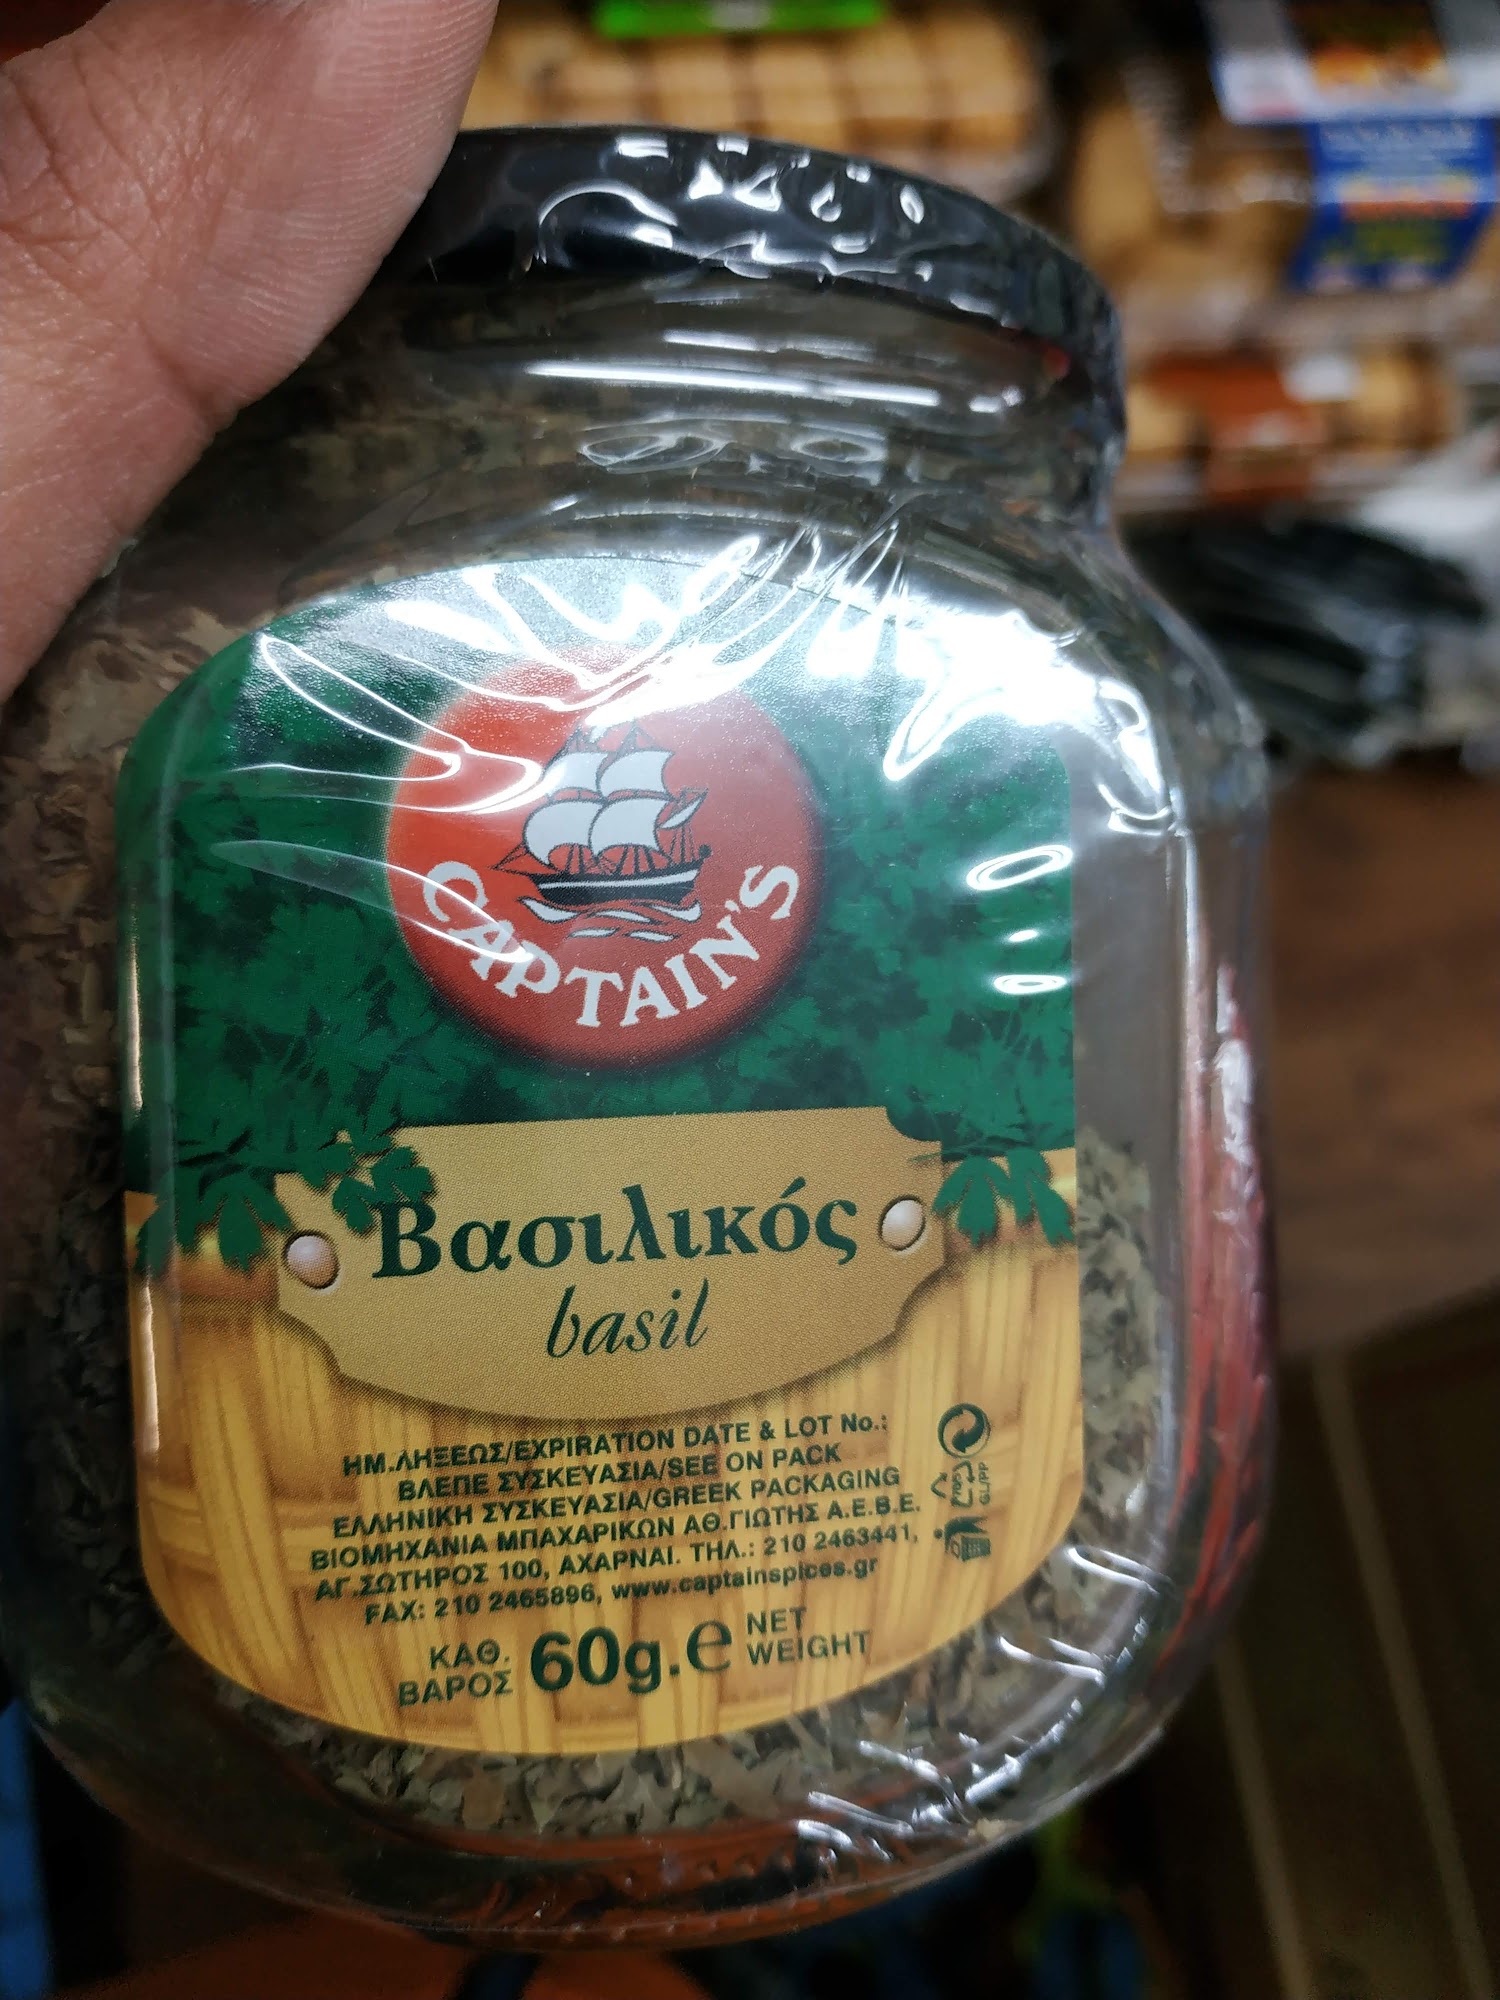 CAPTAIN'S
Βασιλικός
basil
ΗΜ.ΛΗΞΕΩΣ/EXPIRATION DATE & LOT No.:
ΒΛΕΠΕ ΣΥΣΚΕΥΑΣΙΑ/SEE ON PACK
ΕΛΛΗΝΙΚΗ ΣΥΣΚΕΥΑΣΙΑ/GREEK PACKAGING
ΒΙΟΜΗΧΑΝΙΑ ΜΠΑΧΑΡΙΚΩΝ ΑΘ.ΓΙΩΤΗΣ Α.Ε.Β.Ε.
ΑΓ.ΣΩΤΗΡΟΣ 100, ΑΧΑΡΝΑΙ. ΤΗΛ.: 210 2463441,
FAX: 210 2465896, www.captainspices.gr
GL/PP
ΚΑΘ.
ΒΑΡΟΣ
60g.e
NET
WEIGHT